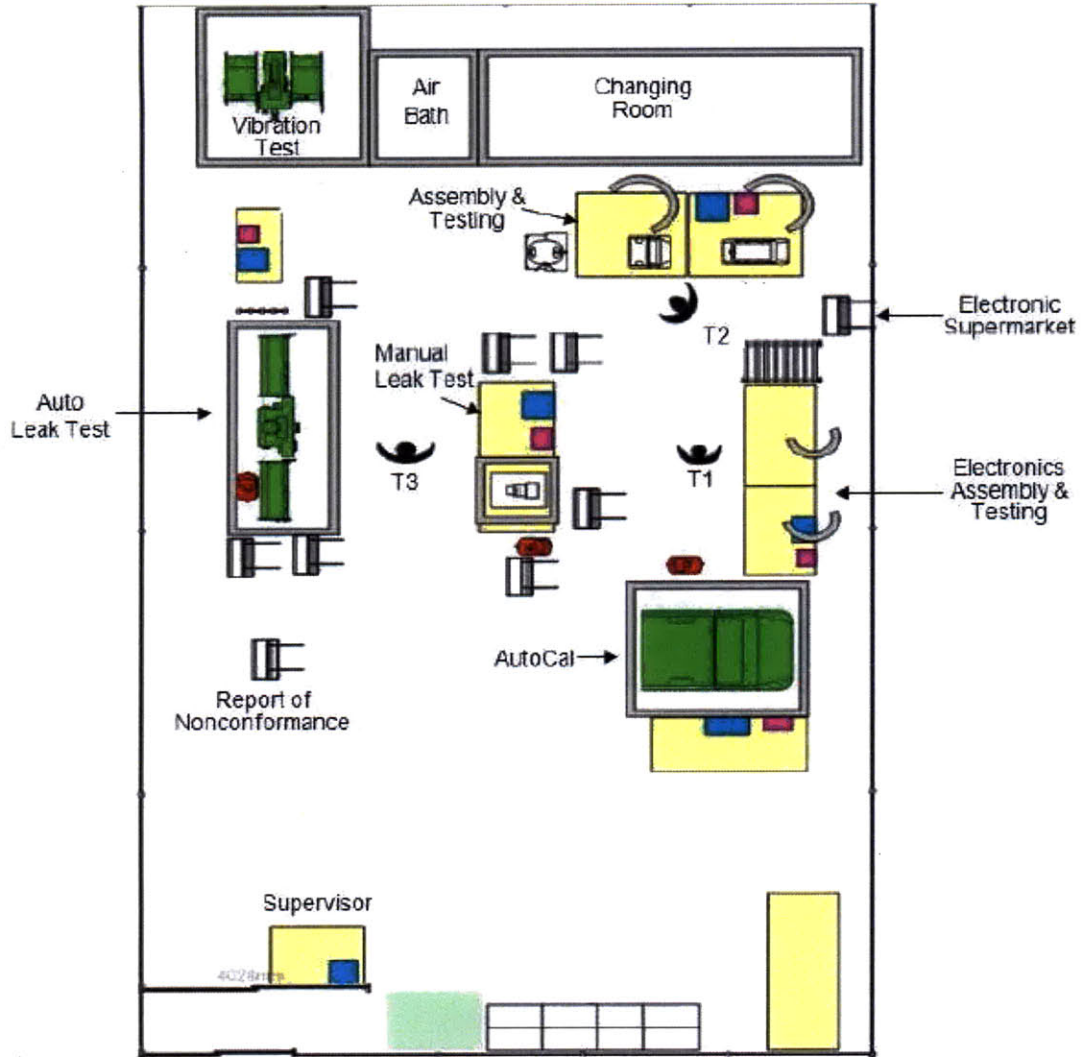 Vibration
Test
Air
Bath
Changing
Room
Assembly &
Testing
Electronic
Supermarket
T2
Manual
Leak Test
Auto
Leak Test
T3
T1
Electronics
Assembly &
Testing
AutoCal
Report of
Nonconformance
Supervisor